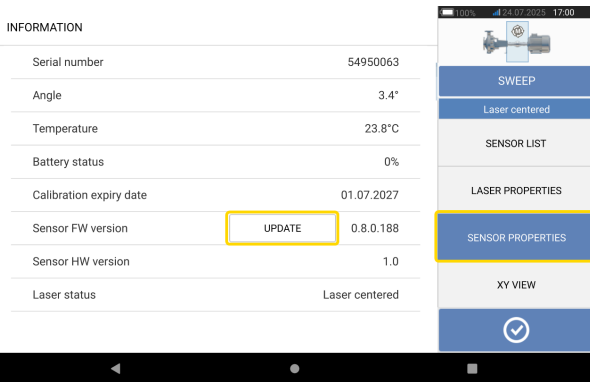 INFORMATION
Serial number 54950063
Angle 3.4°
Temperature 23.8°C
Battery status 0%
Calibration expiry date 01.07.2027
Sensor FW version UPDATE 0.8.0.188
Sensor HW version 1.0
Laser status Laser centered
100% 24.07.2025 17:00
SWEEP
Laser centered
SENSOR LIST
LASER PROPERTIES
SENSOR PROPERTIES
XY VIEW